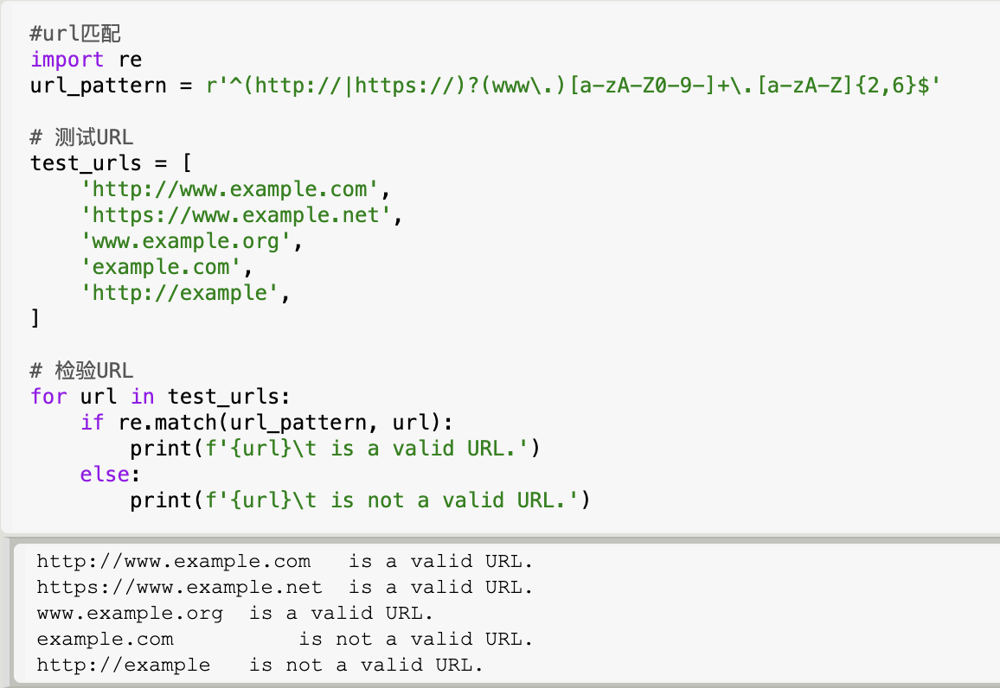 #url匹配
import re
url_pattern = r'^(http://|https://)?(www\.)[a-zA-Z0-9-]+\.[a-zA-Z]{2,6}$'
# 测试URL
test_urls = [
    'http://www.example.com',
    'https://www.example.net',
    'www.example.org',
    'example.com',
    'http://example',
]
# 检验URL
for url in test_urls:
    if re.match(url_pattern, url):
        print(f'{url}\t is a valid URL.')
    else:
        print(f'{url}\t is not a valid URL.')
http://www.example.com   is a valid URL.
https://www.example.net  is a valid URL.
www.example.org  is a valid URL.
example.com          is not a valid URL.
http://example   is not a valid URL.